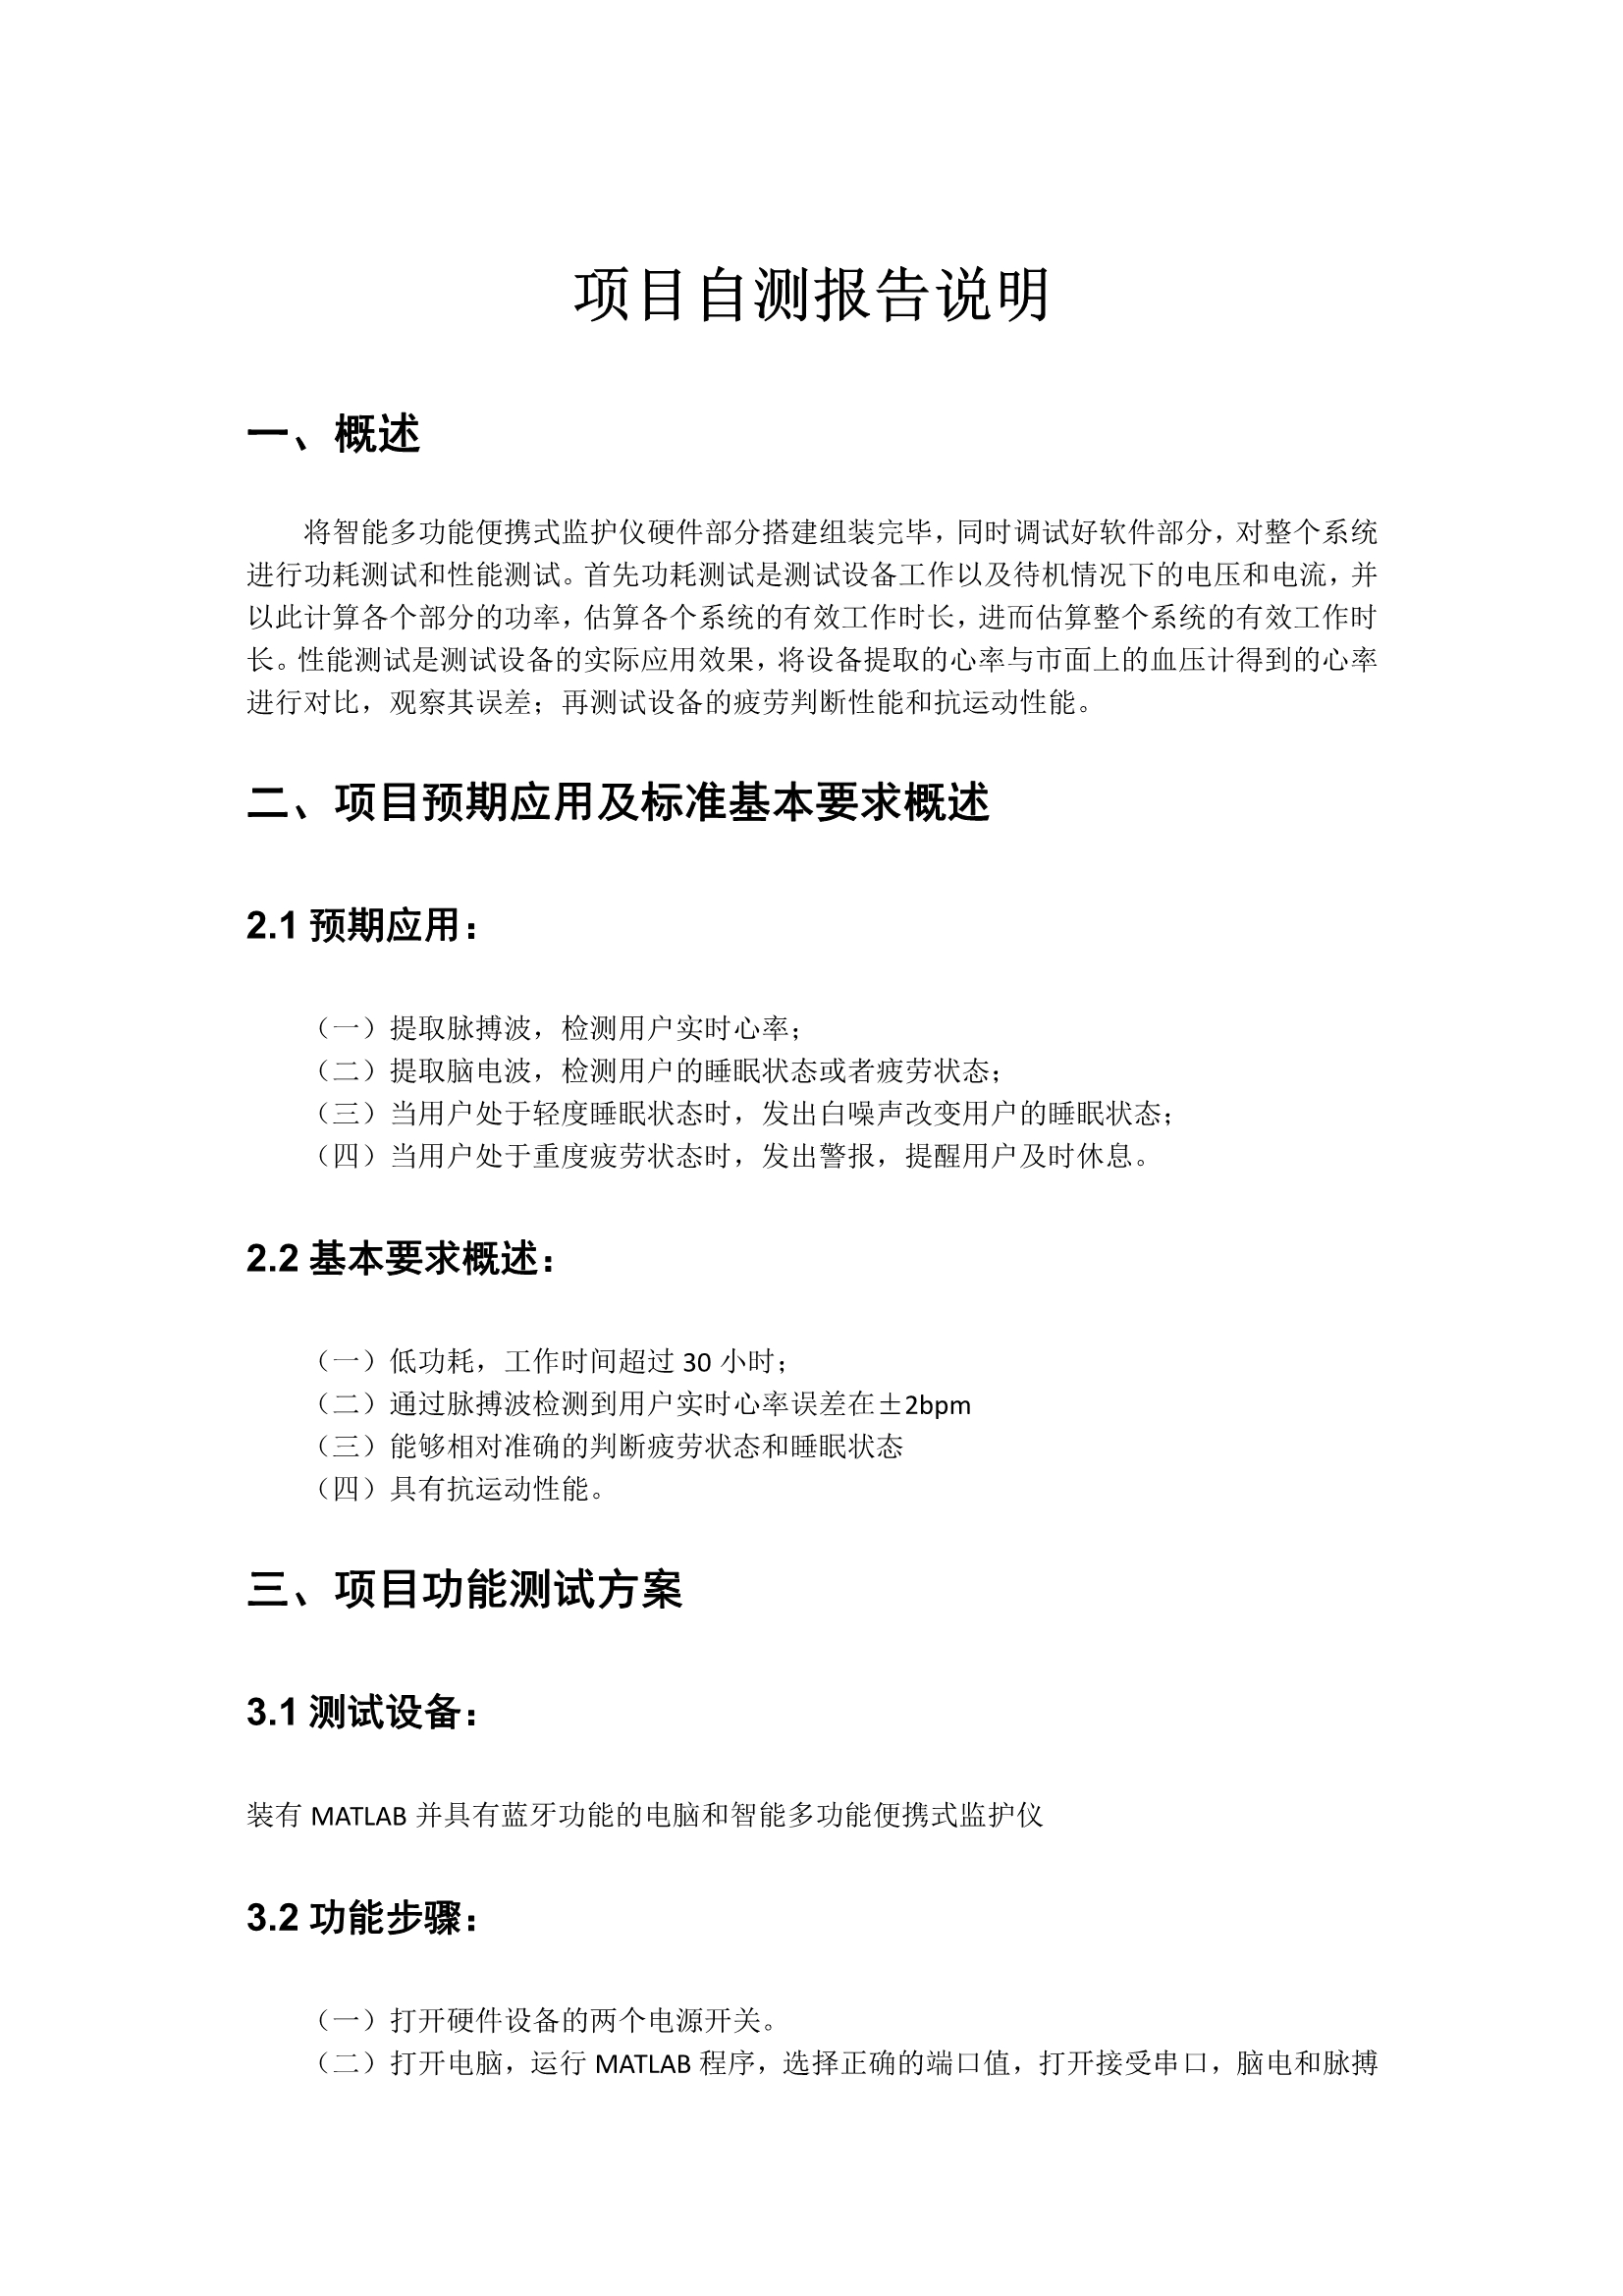 项目自测报告说明
一、概述
将智能多功能便携式监护仪硬件部分搭建组装完毕，同时调试好软件部分，对整个系统
进行功耗测试和性能测试。首先功耗测试是测试设备工作以及待机情况下的电压和电流，并
以此计算各个部分的功率，估算各个系统的有效工作时长，进而估算整个系统的有效工作时
长。性能测试是测试设备的实际应用效果，将设备提取的心率与市面上的血压计得到的心率
进行对比，观察其误差；再测试设备的疲劳判断性能和抗运动性能。
二、项目预期应用及标准基本要求概述
2.1 预期应用：
（一）提取脉搏波，检测用户实时心率；
（二）提取脑电波，检测用户的睡眠状态或者疲劳状态；
（三）当用户处于轻度睡眠状态时，发出白噪声改变用户的睡眠状态；
（四）当用户处于重度疲劳状态时，发出警报，提醒用户及时休息。
2.2 基本要求概述：
（一）低功耗，工作时间超过 30 小时；
（二）通过脉搏波检测到用户实时心率误差在±2bpm
（三）能够相对准确的判断疲劳状态和睡眠状态
（四）具有抗运动性能。
三、项目功能测试方案
3.1 测试设备：
装有 MATLAB 并具有蓝牙功能的电脑和智能多功能便携式监护仪
3.2 功能步骤：
（一）打开硬件设备的两个电源开关。
（二）打开电脑，运行 MATLAB 程序，选择正确的端口值，打开接受串口，脑电和脉搏